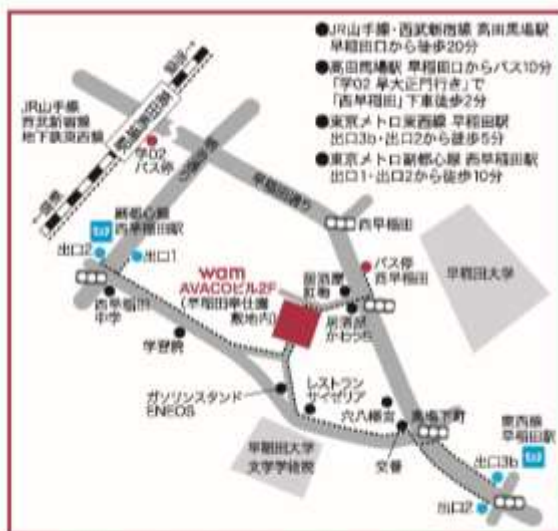 ●JR山手線・西武新宿線 高田馬場駅
早稲田口から徒歩20分
●高田馬場駅 早稲田口からバス10分
「学02 早大正門行き」で
「西早稲田」下車徒歩2分
●東京メトロ東西線 早稲田駅
出口3b・出口2から徒歩5分
●東京メトロ副都心線 西早稲田駅
出口1・出口2から徒歩10分
JR山手線
西武新宿線
地下鉄東西線
高田馬場駅
学02
バス停
明治通り
早稲田通り
西早稲田
バス停
西早稲田
早稲田大学
副都心線
西早稲田駅
出口2
出口1
西早稲田
中学
学習院
wam
AVACOビル2F
(早稲田奉仕園
敷地内)
居酒屋
紅梅
居酒屋
かわうち
ガソリンスタンド
ENEOS
レストラン
サイゼリア
穴八幡宮
馬場下町
交番
早稲田大学
文学学術院
東西線
早稲田駅
出口3b
出口2